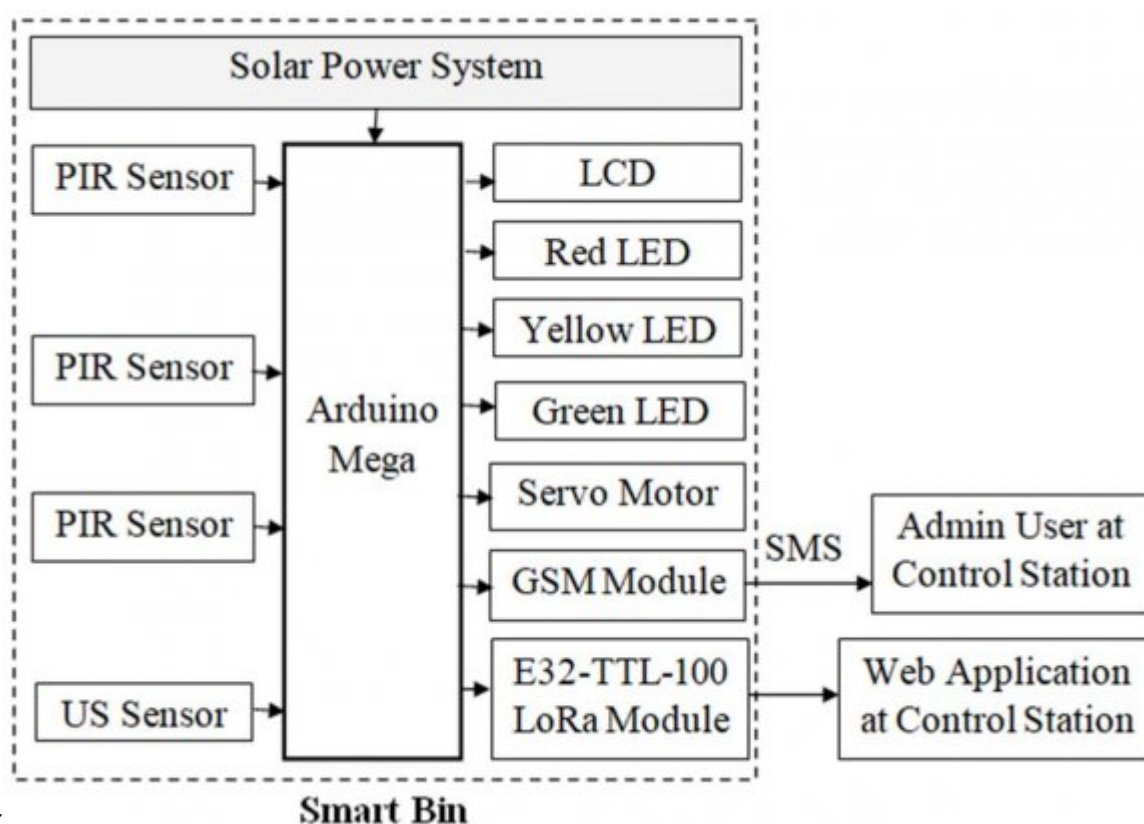 Solar Power System
PIR Sensor
PIR Sensor
PIR Sensor
US Sensor
Arduino
Mega
LCD
Red LED
Yellow LED
Green LED
Servo Motor
GSM Module
E32-TTL-100
LoRa Module
SMS
Admin User at
Control Station
Web Application
at Control Station
Smart Bin